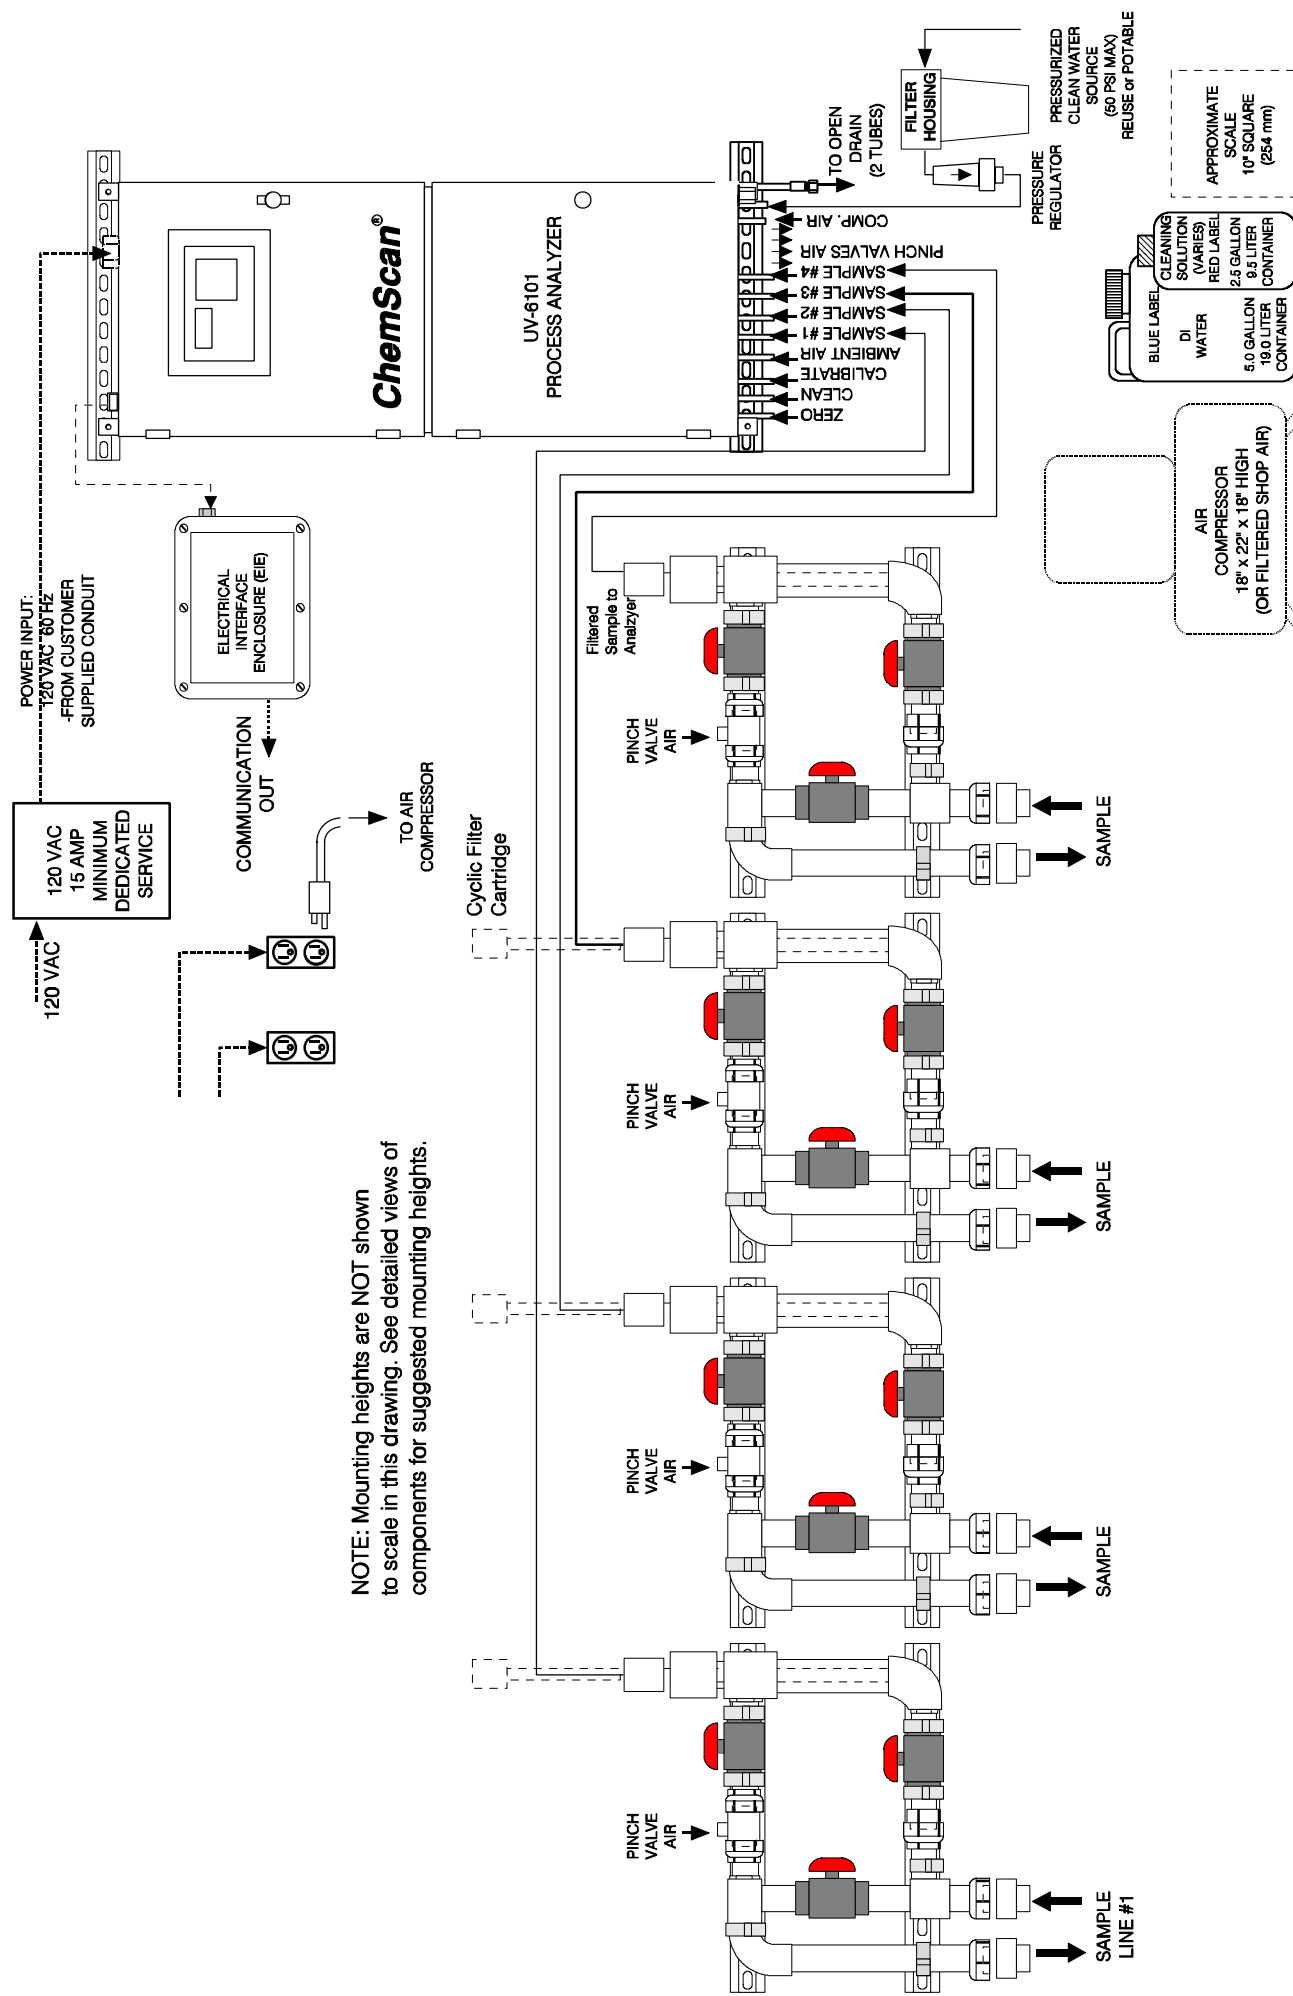 120 VAC
120 VAC
15 AMP
MINIMUM
DEDICATED
SERVICE
POWER INPUT:
120 VAC 60 Hz
-FROM CUSTOMER
SUPPLIED CONDUIT
COMMUNICATION
OUT
ELECTRICAL
INTERFACE
ENCLOSURE (EIE)
TO AIR
COMPRESSOR
ChemScan®
UV-6101
PROCESS ANALYZER
ZERO
CLEAN
CALIBRATE
AMBIENT AIR
SAMPLE #1
SAMPLE #2
SAMPLE #3
SAMPLE #4
PINCH VALVES AIR
COMP. AIR
TO OPEN
DRAIN
(2 TUBES)
FILTER
HOUSING
PRESSURE
REGULATOR
PRESSURIZED
CLEAN WATER
SOURCE
(50 PSI MAX)
REUSE or POTABLE
NOTE: Mounting heights are NOT shown
to scale in this drawing. See detailed views of
components for suggested mounting heights.
Cyclic Filter
Cartridge
Filtered
Sample to
Analzyer
PINCH
VALVE
AIR
PINCH
VALVE
AIR
PINCH
VALVE
AIR
PINCH
VALVE
AIR
SAMPLE
LINE #1
SAMPLE
SAMPLE
SAMPLE
AIR
COMPRESSOR
18" x 22" x 18" HIGH
(OR FILTERED SHOP AIR)
BLUE LABEL
DI
WATER
5.0 GALLON
19.0 LITER
CONTAINER
CLEANING
SOLUTION
(VARIES)
RED LABEL
2.5 GALLON
9.5 LITER
CONTAINER
APPROXIMATE
SCALE
10" SQUARE
(254 mm)